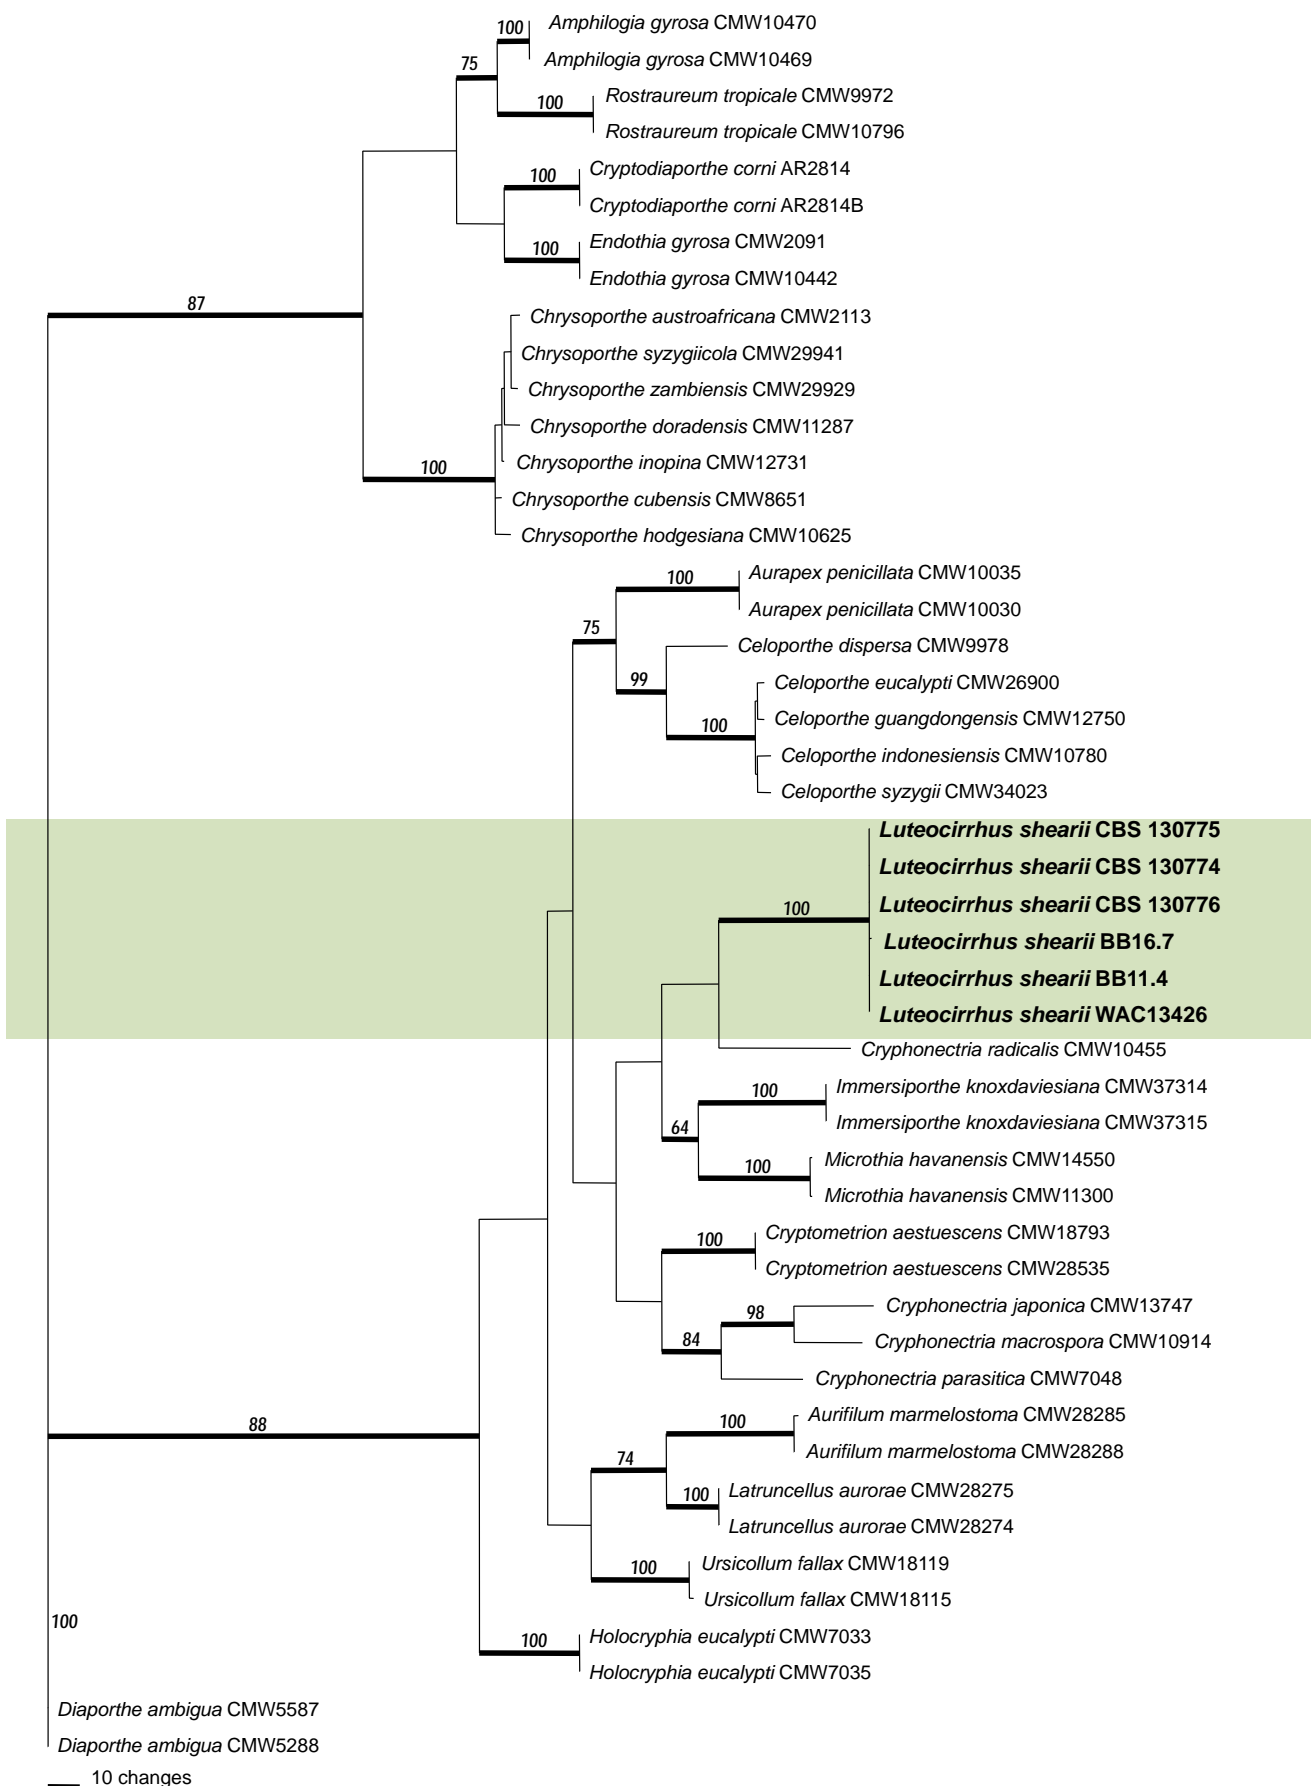 100
Amphilogia gyrosa CMW10470
Amphilogia gyrosa CMW10469
75
Rostraureum tropicale CMW9972
100
Rostraureum tropicale CMW10796
Cryptodiaporthe corni AR2814
100
Cryptodiaporthe corni AR2814B
Endothia gyrosa CMW2091
100
Endothia gyrosa CMW10442
87
Chrysoporthe austroafricana CMW2113
Chrysoporthe syzygiicola CMW29941
Chrysoporthe zambiensis CMW29929
Chrysoporthe doradensis CMW11287
100
Chrysoporthe inopina CMW12731
Chrysoporthe cubensis CMW8651
Chrysoporthe hodgesiana CMW10625
100
Aurapex penicillata CMW10035
Aurapex penicillata CMW10030
75
Celoporthe dispersa CMW9978
99
Celoporthe eucalypti CMW26900
Celoporthe guangdongensis CMW12750
100
Celoporthe indonesiensis CMW10780
Celoporthe syzygii CMW34023
Luteocirrhus shearii CBS 130775
Luteocirrhus shearii CBS 130774
100
Luteocirrhus shearii CBS 130776
Luteocirrhus shearii BB16.7
Luteocirrhus shearii BB11.4
Luteocirrhus shearii WAC13426
Cryphonectria radicalis CMW10455
100
Immersiporthe knoxdaviesiana CMW37314
Immersiporthe knoxdaviesiana CMW37315
64
Microthia havanensis CMW14550
100
Microthia havanensis CMW11300
Cryptometrion aestuescens CMW18793
100
Cryptometrion aestuescens CMW28535
Cryphonectria japonica CMW13747
98
Cryphonectria macrospora CMW10914
84
Cryphonectria parasitica CMW7048
88
Aurifilum marmelostoma CMW28285
100
Aurifilum marmelostoma CMW28288
74
Latruncellus aurorae CMW28275
100
Latruncellus aurorae CMW28274
Ursicollum fallax CMW18119
100
Ursicollum fallax CMW18115
100
Holocryphia eucalypti CMW7033
100
Holocryphia eucalypti CMW7035
Diaporthe ambigua CMW5587
Diaporthe ambigua CMW5288
10 changes